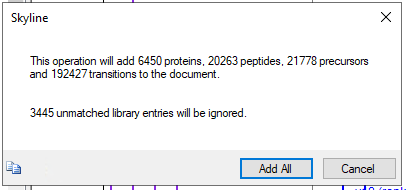 Skyline
This operation will add 6450 proteins, 20263 peptides, 21778 precursors
and 192427 transitions to the document.
3445 unmatched library entries will be ignored.
Add All
Cancel